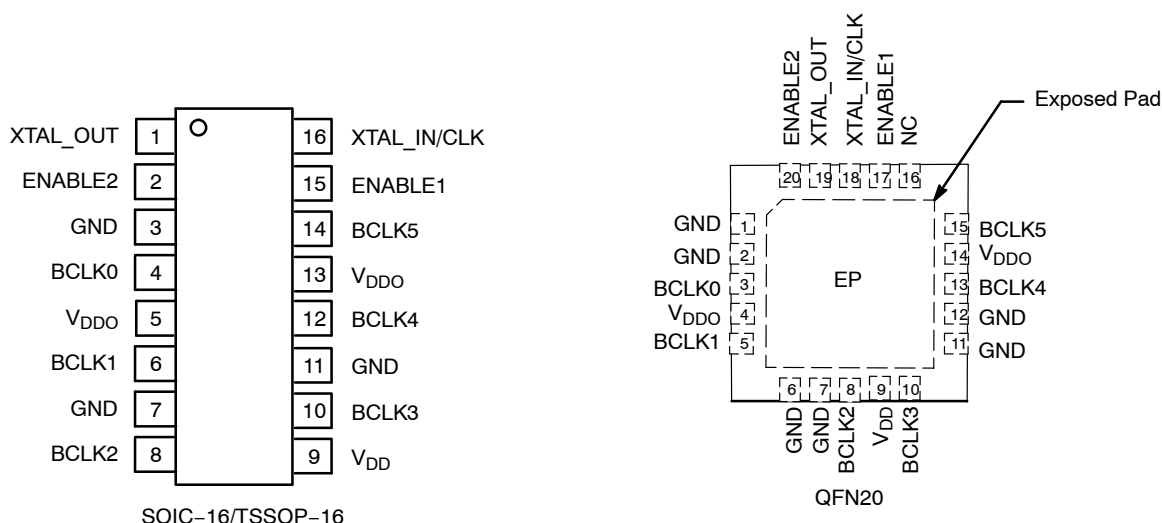 XTAL_OUT 1 16 XTAL_IN/CLK
ENABLE2 2 15 ENABLE1
GND 3 14 BCLK5
BCLK0 4 13 VDDO
VDDO 5 12 BCLK4
BCLK1 6 11 GND
GND 7 10 BCLK3
BCLK2 8 9 VDD
SOIC−16/TSSOP−16
ENABLE2
XTAL_OUT
XTAL_IN/CLK
ENABLE1
NC
Exposed Pad
20 19 18 17 16
GND 1 15 BCLK5
GND 2 14 VDDO
BCLK0 3 EP 13 BCLK4
VDDO 4 12 GND
BCLK1 5 11 GND
6 7 8 9 10
GND
GND
BCLK2
VDD
BCLK3
QFN20